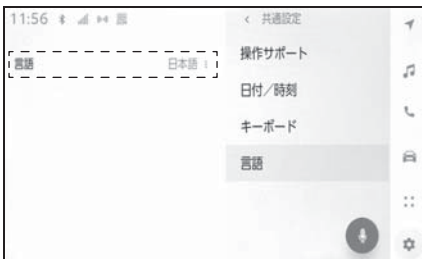 11:56
言語
日本語
共通設定
操作サポート
日付／時刻
キーボード
言語